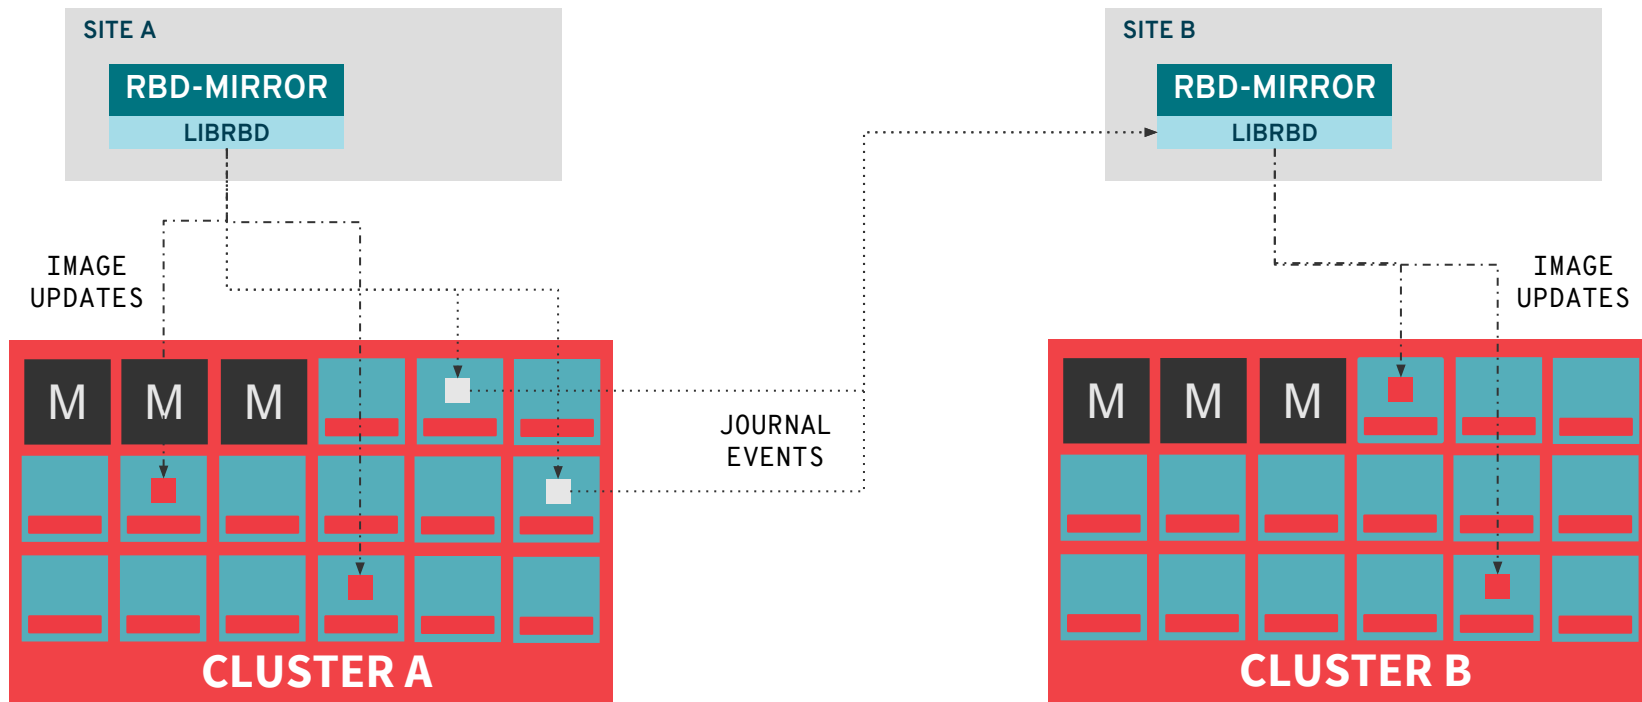 SITE A
RBD-MIRROR
LIBRBD
IMAGE
UPDATES
M M M
CLUSTER A
JOURNAL
EVENTS
SITE B
RBD-MIRROR
LIBRBD
IMAGE
UPDATES
M M M
CLUSTER B